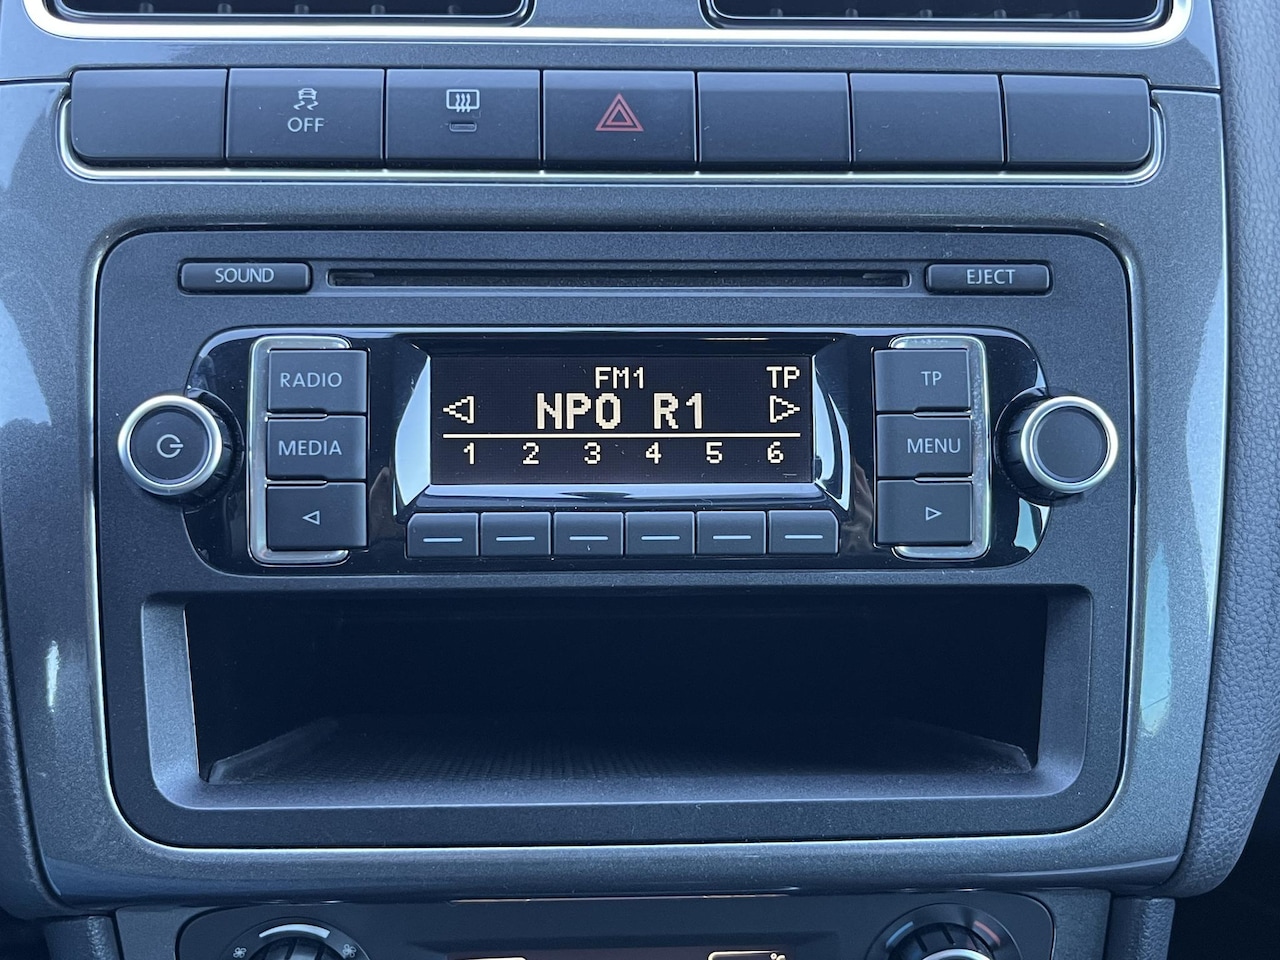 OFF
SOUND
EJECT
RADIO
FM1
TP
TP
NPO R1
MEDIA
MENU
1 2 3 4 5 6